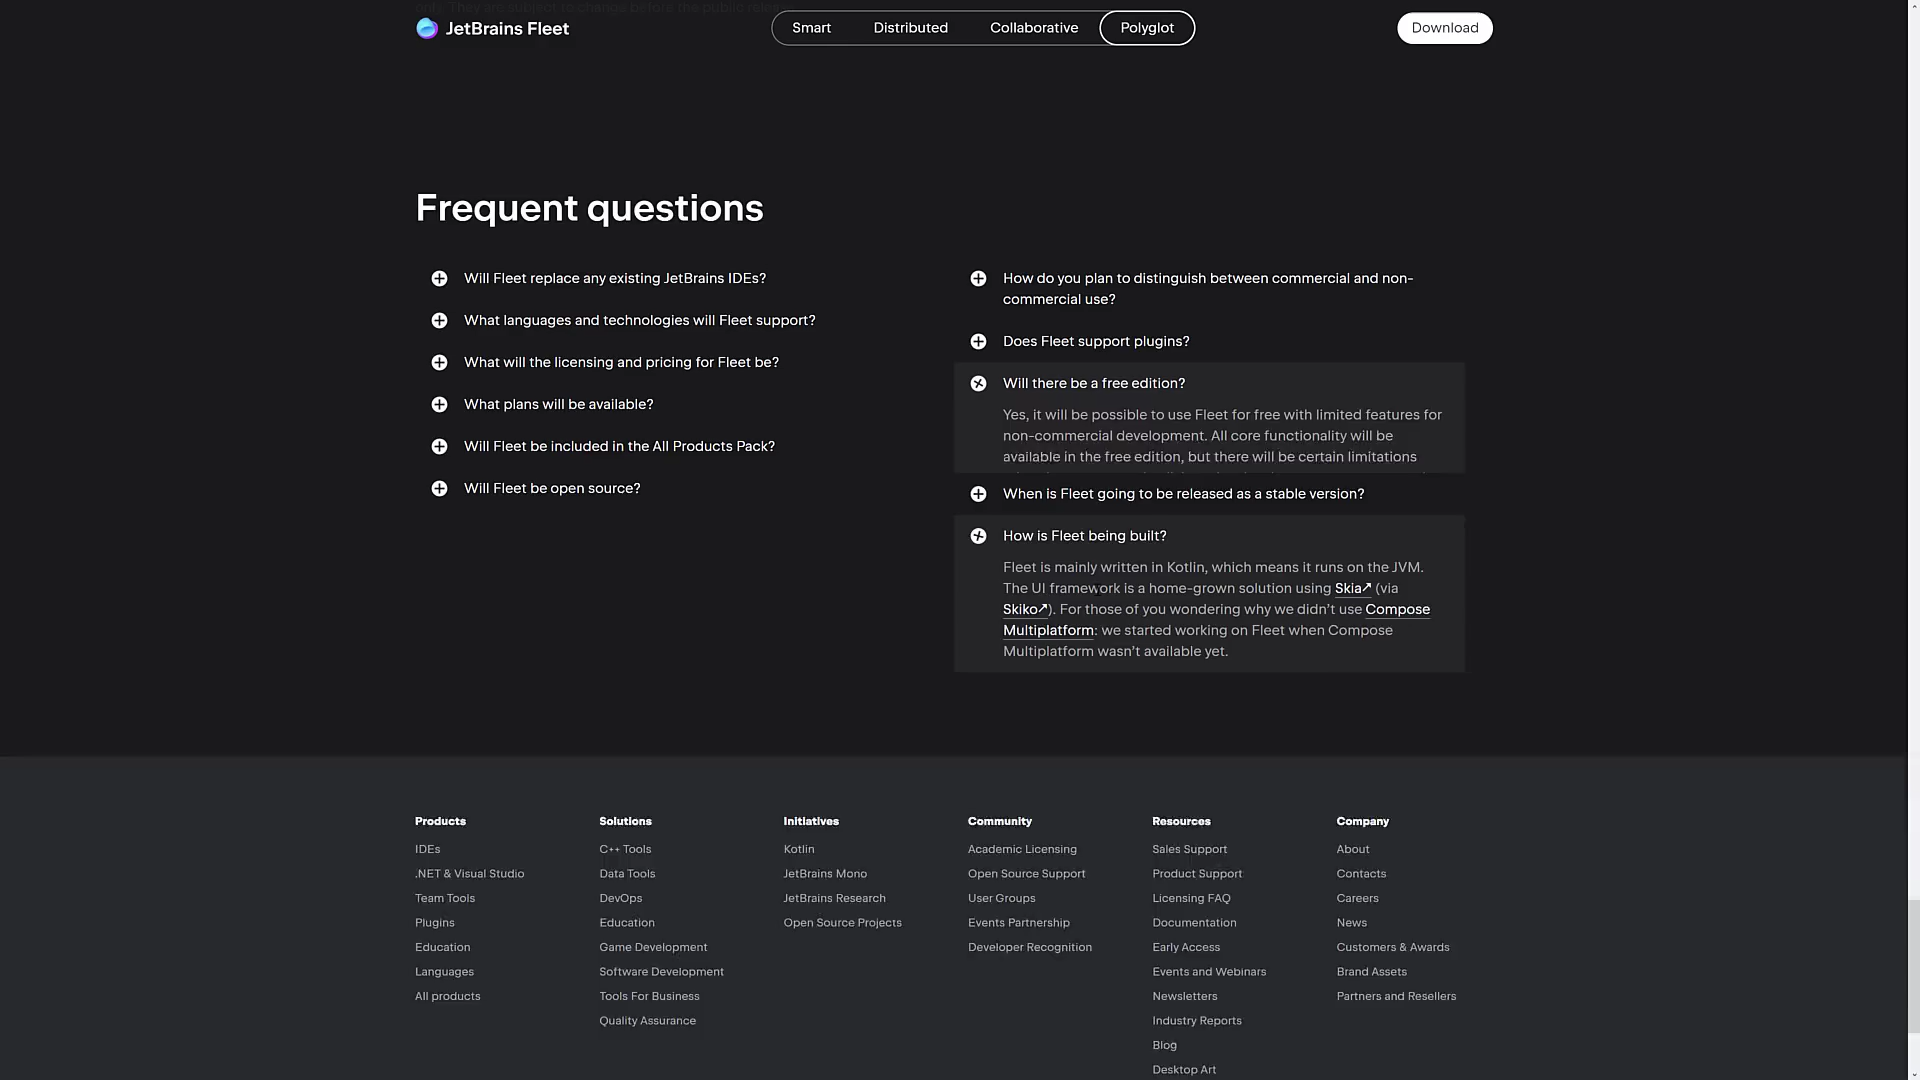 JetBrains Fleet
Smart
Distributed
Collaborative
Polyglot
Download
Frequent questions
Will Fleet replace any existing JetBrains IDEs?
What languages and technologies will Fleet support?
What will the licensing and pricing for Fleet be?
What plans will be available?
Will Fleet be included in the All Products Pack?
Will Fleet be open source?
How do you plan to distinguish between commercial and non-
commercial use?
Does Fleet support plugins?
Will there be a free edition?
Yes, it will be possible to use Fleet for free with limited features for
non-commercial development. All core functionality will be
available in the free edition, but there will be certain limitations
When is Fleet going to be released as a stable version?
How is Fleet being built?
Fleet is mainly written in Kotlin, which means it runs on the JVM.
The UI framework is a home-grown solution using Skia↗ (via
Skiko↗). For those of you wondering why we didn't use Compose
Multiplatform: we started working on Fleet when Compose
Multiplatform wasn't available yet.
Products
IDEs
.NET & Visual Studio
Team Tools
Plugins
Education
Languages
All products
Solutions
C++ Tools
Data Tools
DevOps
Education
Game Development
Software Development
Tools For Business
Quality Assurance
Initiatives
Kotlin
JetBrains Mono
JetBrains Research
Open Source Projects
Community
Academic Licensing
Open Source Support
User Groups
Events Partnership
Developer Recognition
Resources
Sales Support
Product Support
Licensing FAQ
Documentation
Early Access
Events and Webinars
Newsletters
Industry Reports
Blog
Desktop Art
Company
About
Contacts
Careers
News
Customers & Awards
Brand Assets
Partners and Resellers